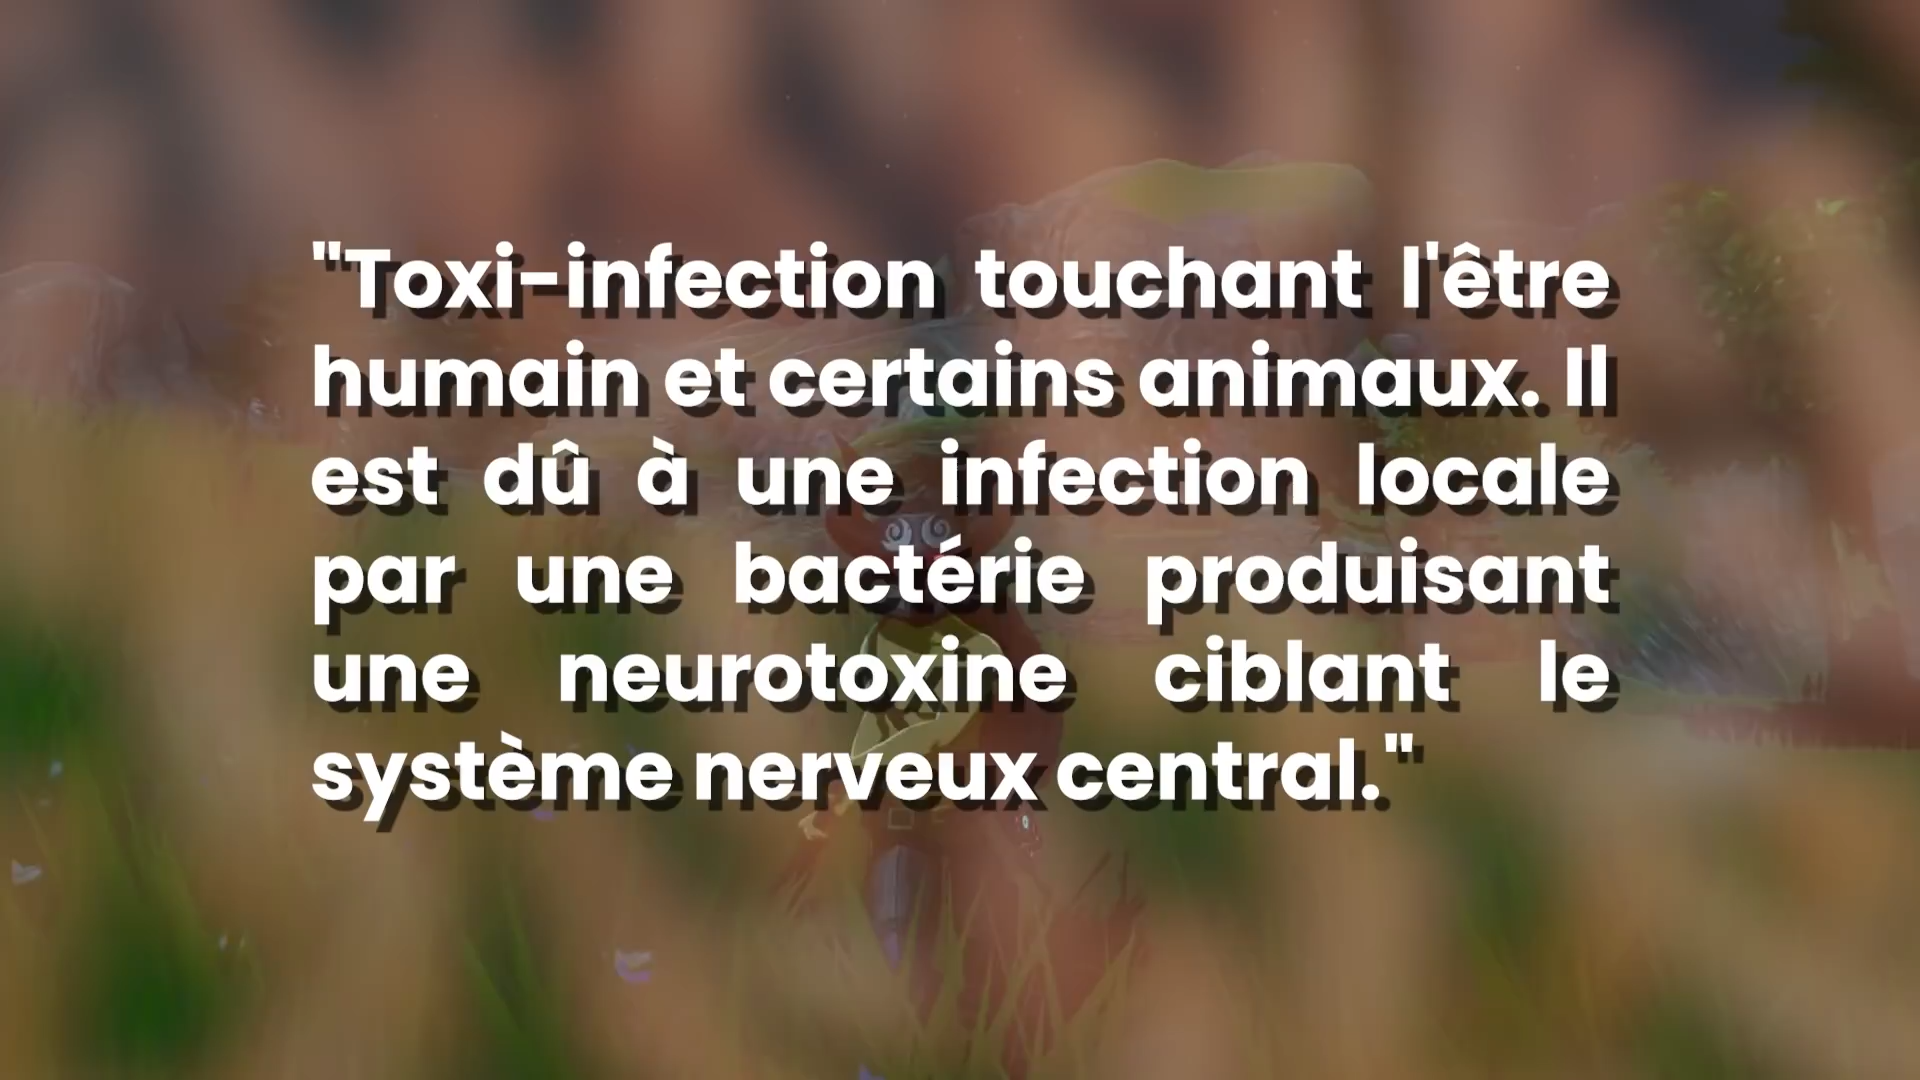 "Toxi-infection touchant l'être
humain et certains animaux. Il
est dû à une infection locale
par une bactérie produisant
une neurotoxine ciblant le
système nerveux central."